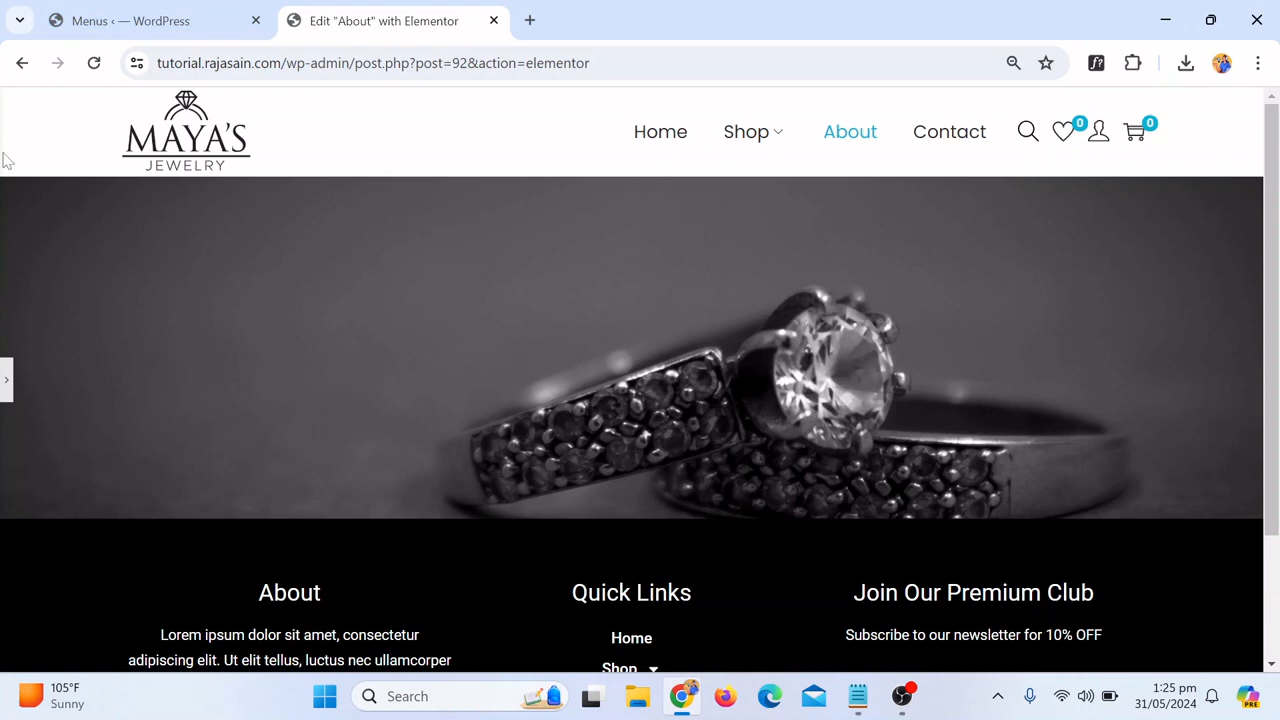 Menus ‹ — WordPress
Edit "About" with Elementor
tutorial.rajasain.com/wp-admin/post.php?post=92&action=elementor
f?
MAYA'S
JEWELRY
Home
Shop
About
Contact
0
0
About
Quick Links
Join Our Premium Club
Lorem ipsum dolor sit amet, consectetur
adipiscing elit. Ut elit tellus, luctus nec ullamcorper
Home
Shop
Subscribe to our newsletter for 10% OFF
105°F
Sunny
Search
1:25 pm
31/05/2024
PRE